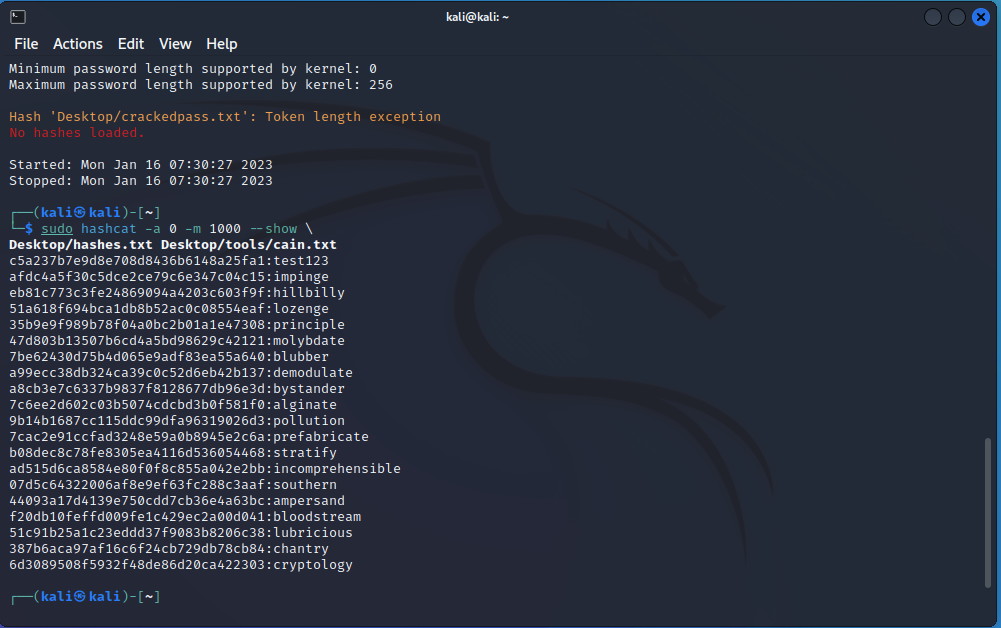 kali@kali: ~
File Actions Edit View Help
Minimum password length supported by kernel: 0
Maximum password length supported by kernel: 256
Hash 'Desktop/crackedpass.txt': Token length exception
No hashes loaded.
Started: Mon Jan 16 07:30:27 2023
Stopped: Mon Jan 16 07:30:27 2023
┌──(kali㉿kali)-[~]
└─$ sudo hashcat -a 0 -m 1000 --show \
Desktop/hashes.txt Desktop/tools/cain.txt
c5a237b7e9d8e708d8436b6148a25fa1:test123
afdc4a5f30c5dce2ce79c6e347c04c15:impinge
eb81c773c3fe24869094a4203c603f9f:hillbilly
51a618f694bca1db8b52ac0c08554eaf:lozenge
35b9e9f989b78f04a0bc2b01a1e47308:principle
47d803b13507b6cd4a5bd98629c42121:molybdate
7be62430d75b4d065e9adf83ea55a640:blubber
a99ecc38db324ca39c0c52d6eb42b137:demodulate
a8cb3e7c6337b9837f8128677db96e3d:bystander
7c6ee2d602c03b5074cdcbd3b0f581f0:alginate
9b14b1687cc115ddc99dfa96319026d3:pollution
7cac2e91ccfad3248e59a0b8945e2c6a:prefabricate
b08dec8c78fe8305ea4116d536054468:stratify
ad515d6ca8584e80f0f8c855a042e2bb:incomprehensible
07d5c64322006af8e9ef63fc288c3aaf:southern
44093a17d4139e750cdd7cb36e4a63bc:ampersand
f20db10feffd009fe1c429ec2a00d041:bloodstream
51c91b25a1c23eddd37f9083b8206c38:lubricious
387b6aca97af16c6f24cb729db78cb84:chantry
6d3089508f5932f48de86d20ca422303:cryptology
┌──(kali㉿kali)-[~]